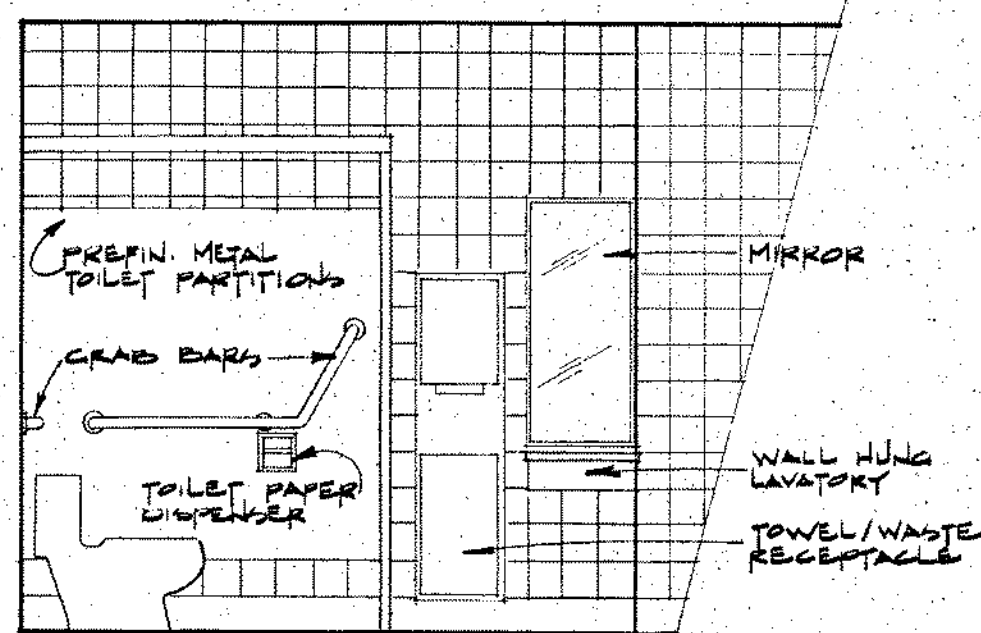 PREFIN. METAL
TOILET PARTITIONS
GRAB BARS
TOILET PAPER
DISPENSER
MIRROR
WALL HUNG
LAVATORY
TOWEL/WASTE
RECEPTACLE